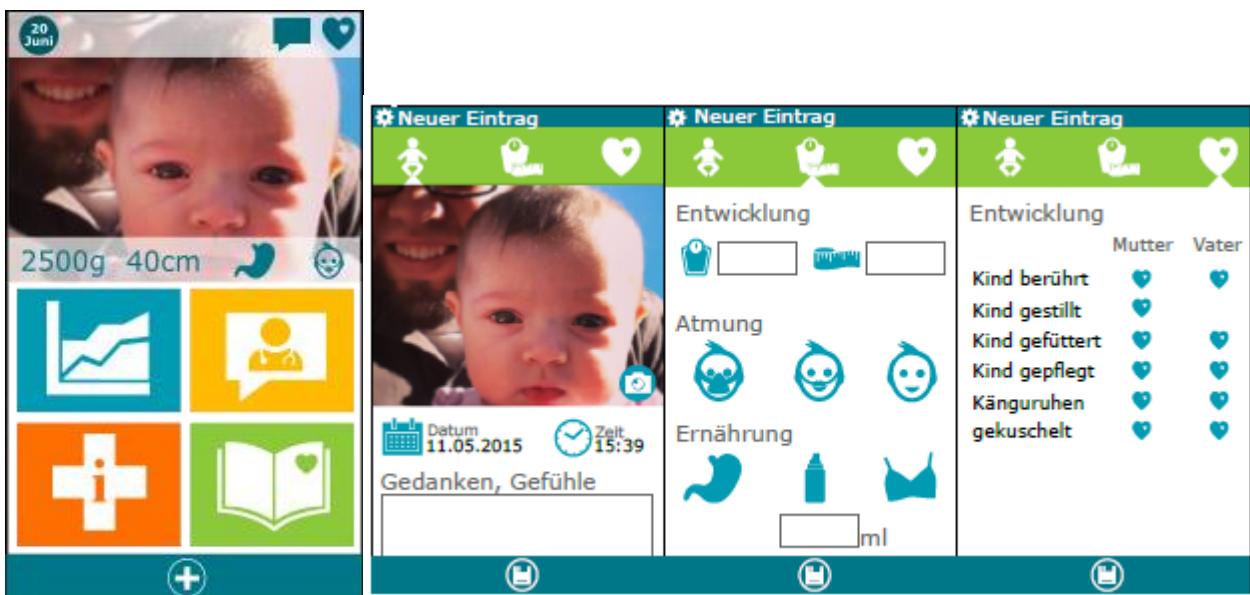 20
Juni
2500g 40cm
i
Neuer Eintrag
Datum
11.05.2015
Zeit
15:39
Gedanken, Gefühle
Neuer Eintrag
Entwicklung
Atmung
Ernährung
ml
Neuer Eintrag
Entwicklung
Mutter Vater
Kind berührt
Kind gestillt
Kind gefüttert
Kind gepflegt
Känguruhen
gekuschelt